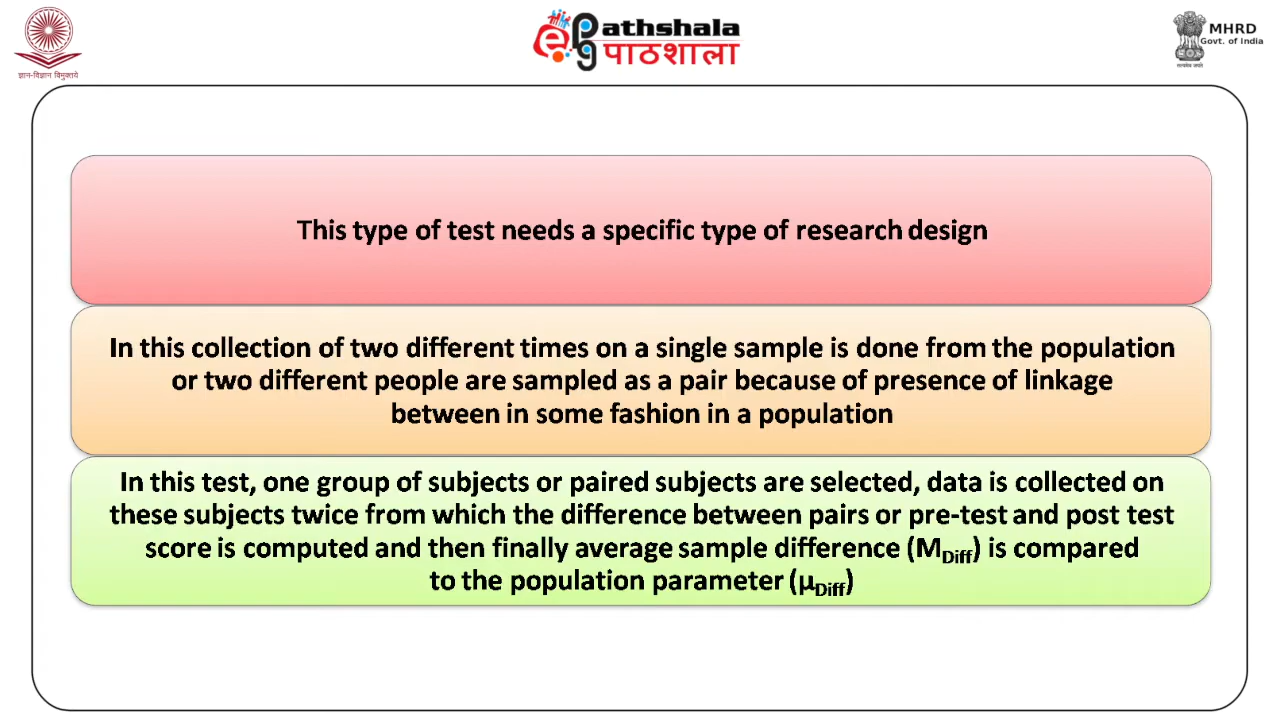 ज्ञान-विज्ञान विमुक्तये
epg athshala
पाठशाला
MHRD
Govt. of India
सत्यमेव जयते
This type of test needs a specific type of research design
In this collection of two different times on a single sample is done from the population
or two different people are sampled as a pair because of presence of linkage
between in some fashion in a population
In this test, one group of subjects or paired subjects are selected, data is collected on
these subjects twice from which the difference between pairs or pre-test and post test
score is computed and then finally average sample difference (MDiff) is compared
to the population parameter (μDiff)